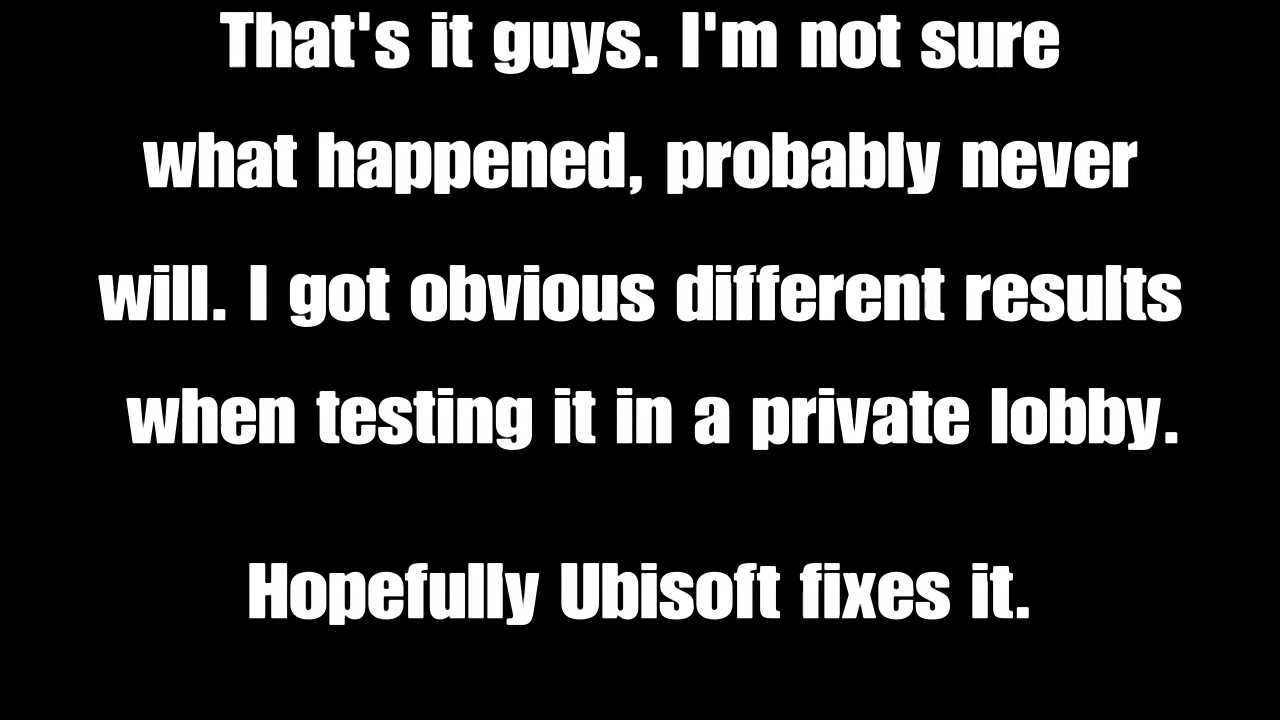 That's it guys. I'm not sure
what happened, probably never
will. I got obvious different results
when testing it in a private lobby.
Hopefully Ubisoft fixes it.